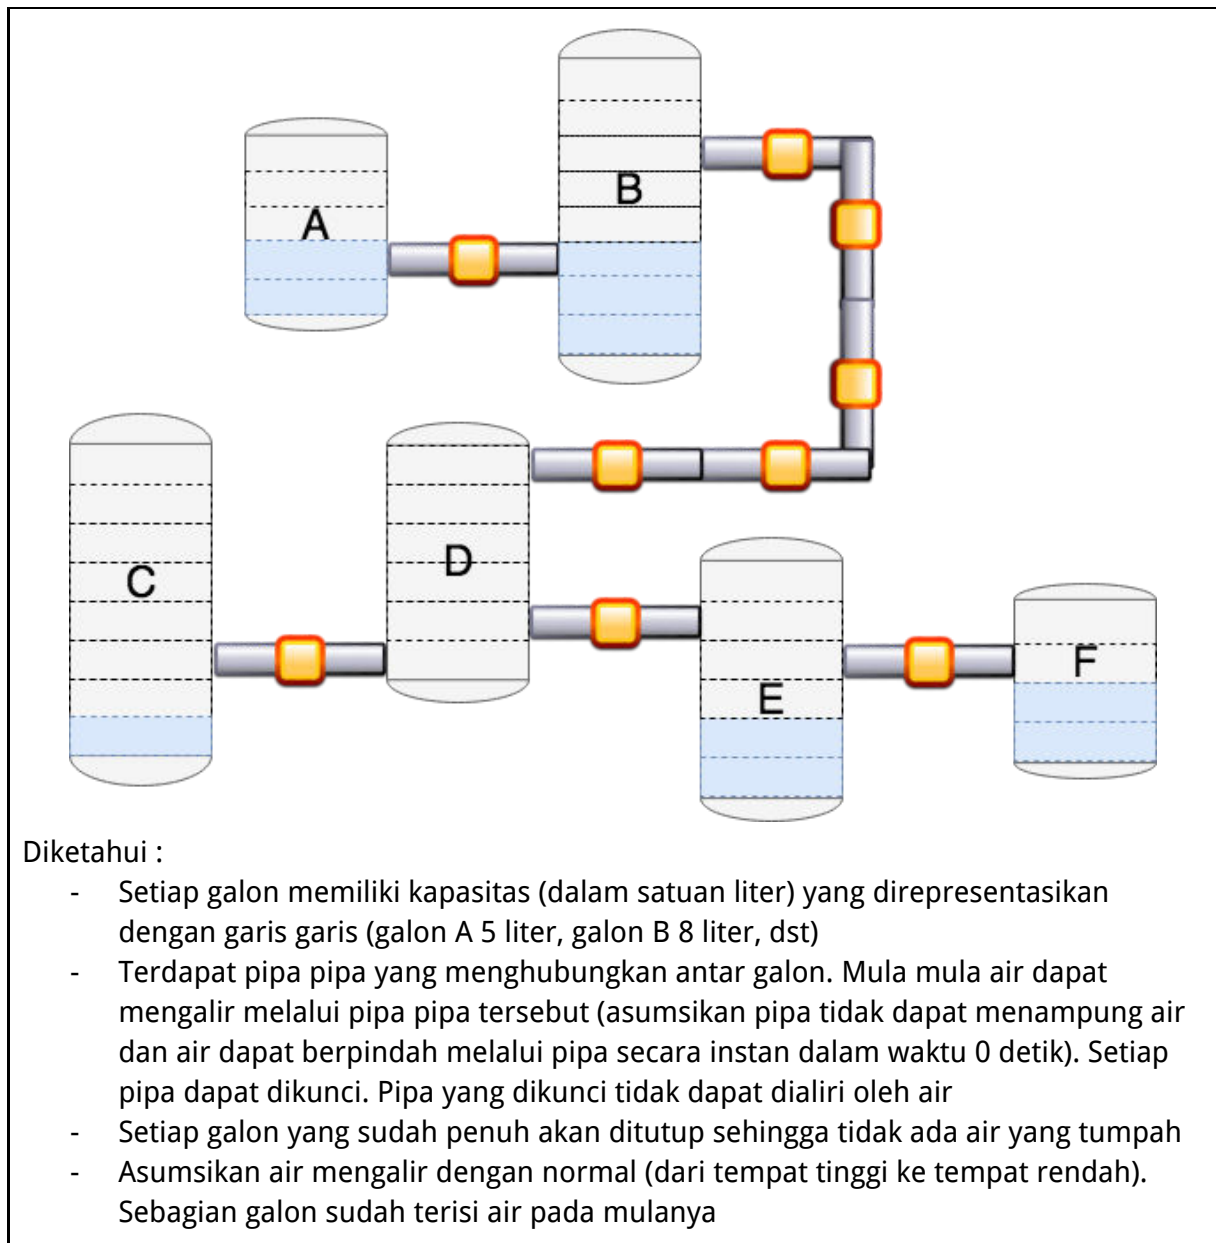 A
B
C
D
E
F
Diketahui :
- Setiap galon memiliki kapasitas (dalam satuan liter) yang direpresentasikan
dengan garis garis (galon A 5 liter, galon B 8 liter, dst)
- Terdapat pipa pipa yang menghubungkan antar galon. Mula mula air dapat
mengalir melalui pipa pipa tersebut (asumsikan pipa tidak dapat menampung air
dan air dapat berpindah melalui pipa secara instan dalam waktu 0 detik). Setiap
pipa dapat dikunci. Pipa yang dikunci tidak dapat dialiri oleh air
- Setiap galon yang sudah penuh akan ditutup sehingga tidak ada air yang tumpah
- Asumsikan air mengalir dengan normal (dari tempat tinggi ke tempat rendah).
Sebagian galon sudah terisi air pada mulanya